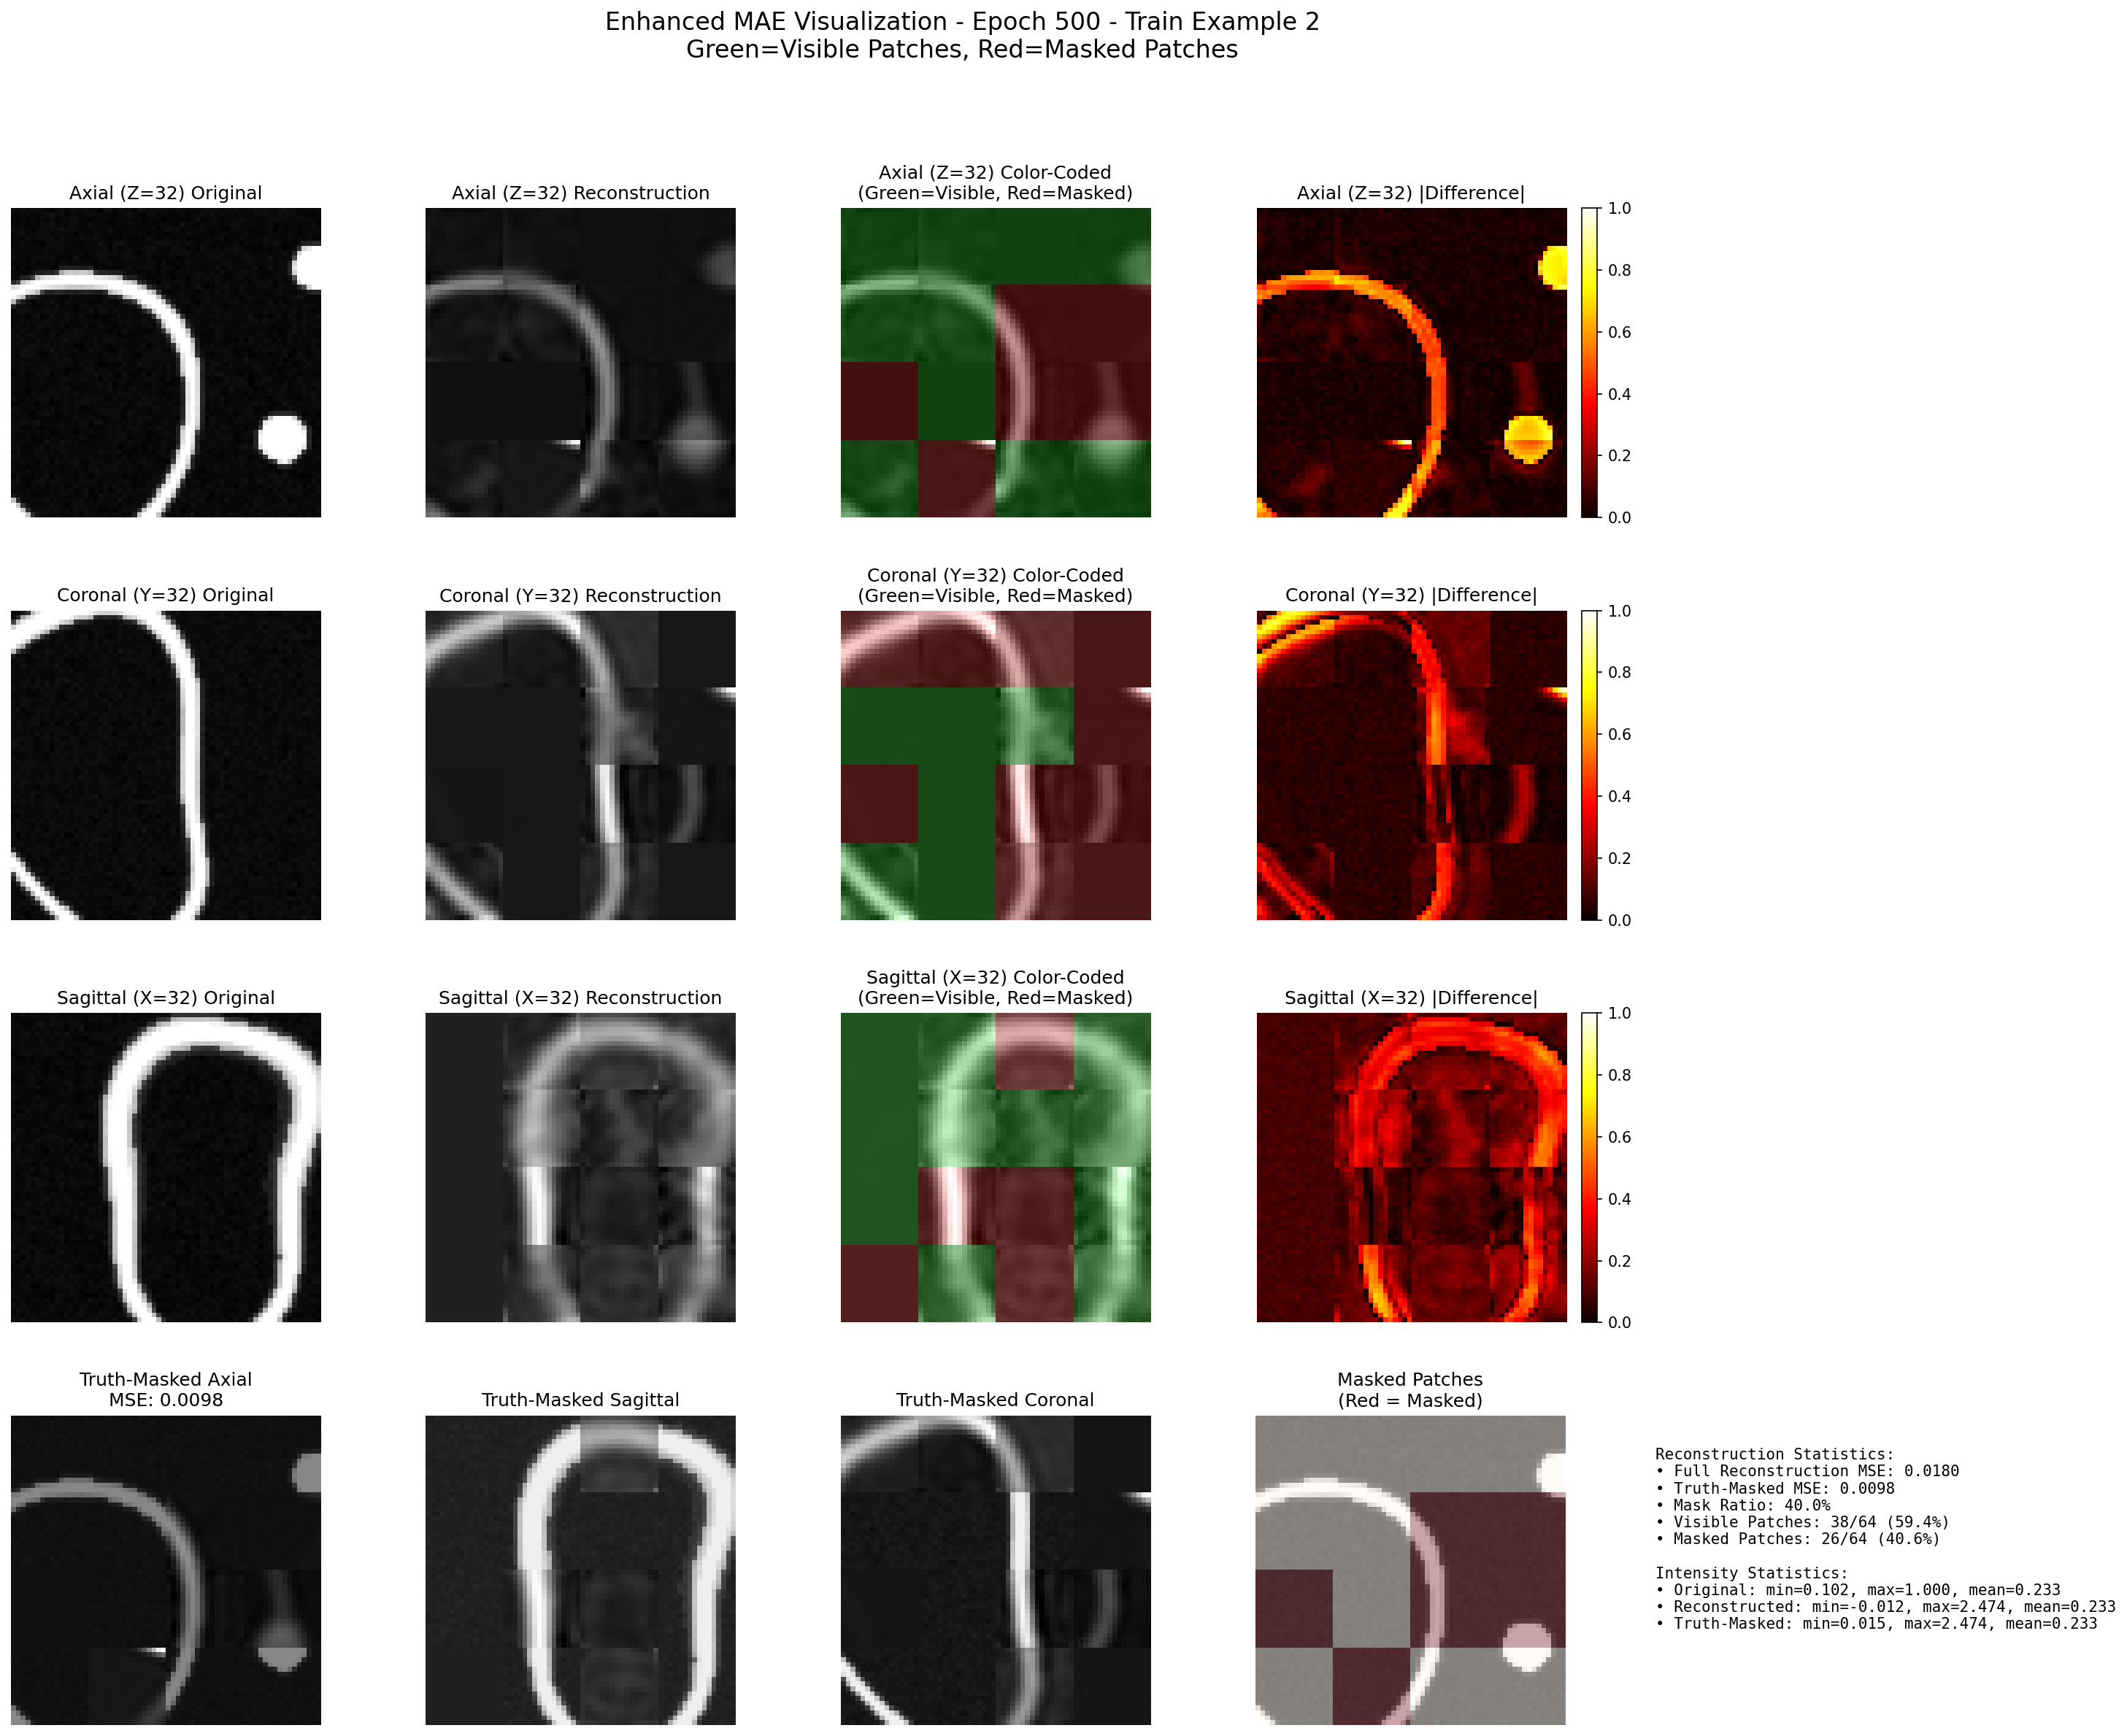 Enhanced MAE Visualization - Epoch 500 - Train Example 2
Green=Visible Patches, Red=Masked Patches
Axial (Z=32) Original
Axial (Z=32) Reconstruction
Axial (Z=32) Color-Coded
(Green=Visible, Red=Masked)
Axial (Z=32) |Difference|
1.0
0.8
0.6
0.4
0.2
0.0
Coronal (Y=32) Original
Coronal (Y=32) Reconstruction
Coronal (Y=32) Color-Coded
(Green=Visible, Red=Masked)
Coronal (Y=32) |Difference|
1.0
0.8
0.6
0.4
0.2
0.0
Sagittal (X=32) Original
Sagittal (X=32) Reconstruction
Sagittal (X=32) Color-Coded
(Green=Visible, Red=Masked)
Sagittal (X=32) |Difference|
1.0
0.8
0.6
0.4
0.2
0.0
Truth-Masked Axial
MSE: 0.0098
Truth-Masked Sagittal
Truth-Masked Coronal
Masked Patches
(Red = Masked)
Reconstruction Statistics:
• Full Reconstruction MSE: 0.0180
• Truth-Masked MSE: 0.0098
• Mask Ratio: 40.0%
• Visible Patches: 38/64 (59.4%)
• Masked Patches: 26/64 (40.6%)
Intensity Statistics:
• Original: min=0.102, max=1.000, mean=0.233
• Reconstructed: min=-0.012, max=2.474, mean=0.233
• Truth-Masked: min=0.015, max=2.474, mean=0.233